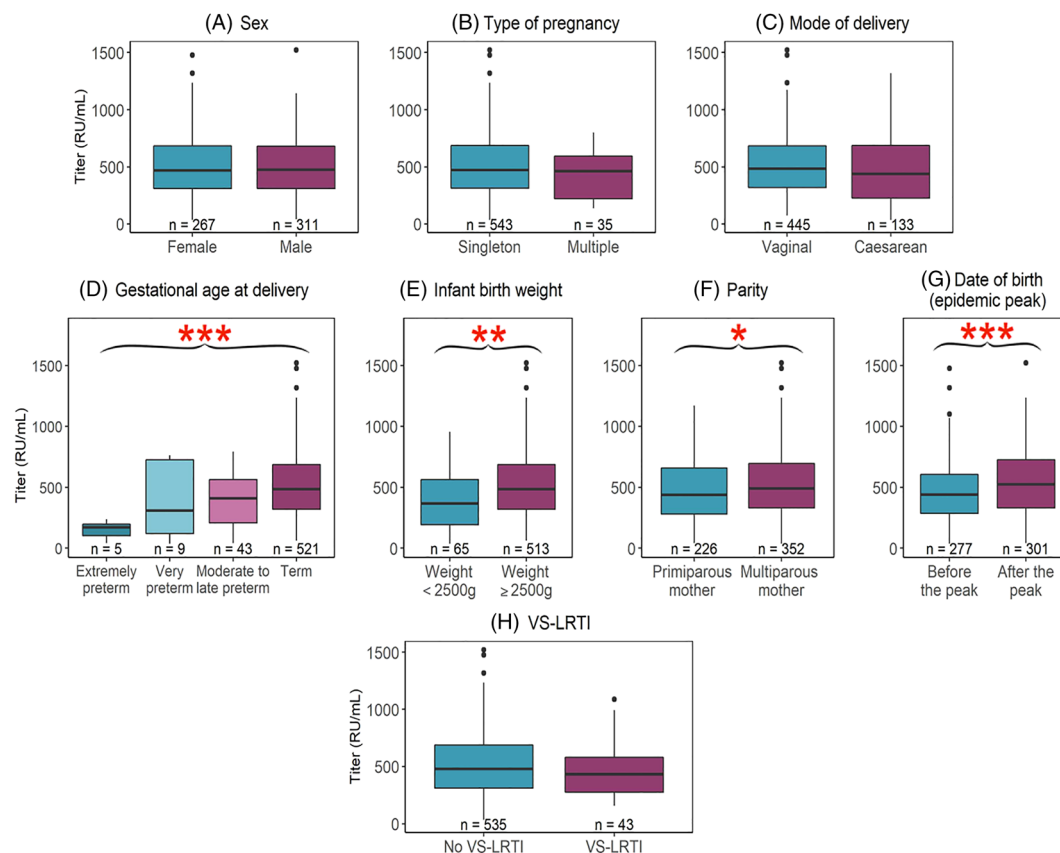 (A) Sex
(B) Type of pregnancy
(C) Mode of delivery
Titer (RU/mL)
1500
1000
500
0
n = 267
n = 311
Female
Male
1500
1000
500
0
n = 543
n = 35
Singleton
Multiple
1500
1000
500
0
n = 445
n = 133
Vaginal
Caesarean
(D) Gestational age at delivery
(E) Infant birth weight
(F) Parity
(G) Date of birth
(epidemic peak)
***
**
*
***
Titer (RU/mL)
1500
1000
500
0
n = 5
n = 9
n = 43
n = 521
Extremely
preterm
Very
preterm
Moderate to
late preterm
Term
1500
1000
500
0
n = 65
n = 513
Weight
< 2500g
Weight
≥ 2500g
1500
1000
500
0
n = 226
n = 352
Primiparous
mother
Multiparous
mother
1500
1000
500
0
n = 277
n = 301
Before
the peak
After the
peak
(H) VS-LRTI
Titer (RU/mL)
1500
1000
500
0
n = 535
n = 43
No VS-LRTI
VS-LRTI